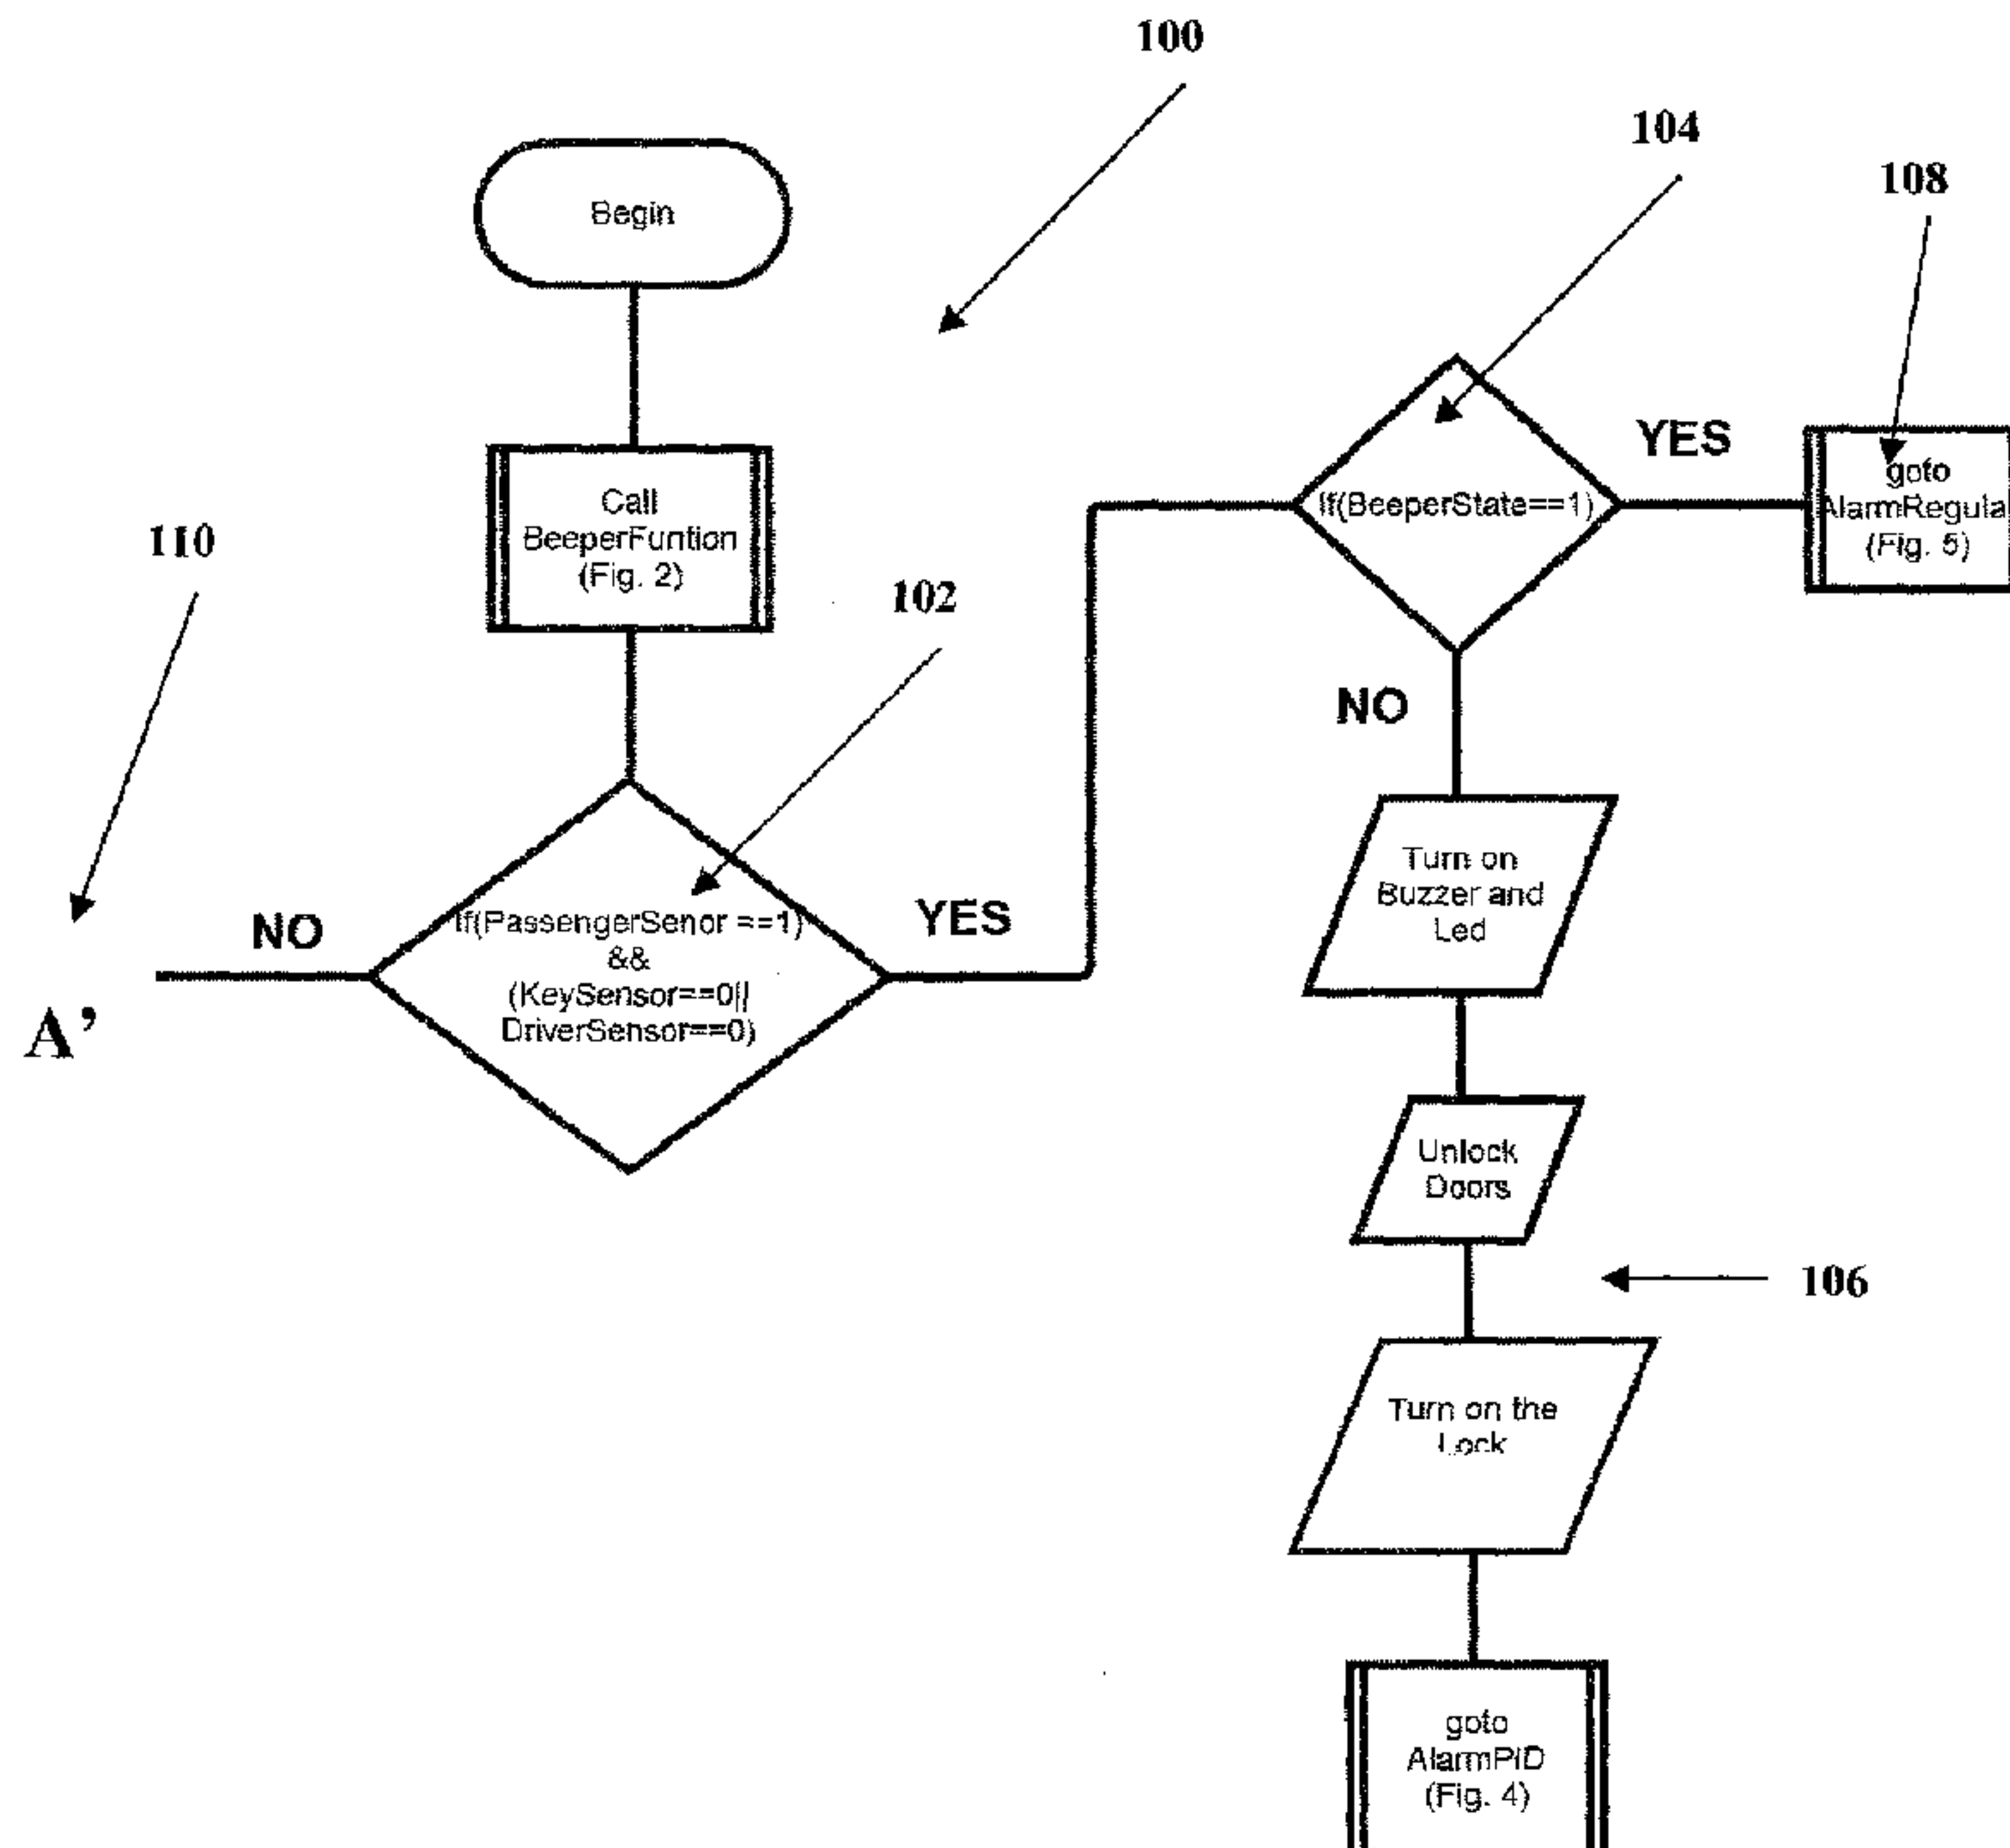 100
Begin
Call
BeeperFuntion
(Fig. 2)
110
102
If(PassengerSenor ==1)
&&
(KeySensor==0||
DriverSensor==0)
NO
YES
A’
104
If(BeeperState==1)
YES
108
goto
AlarmRegula
(Fig. 5)
NO
Turn on
Buzzer and
Led
Unlock
Doors
106
Turn on the
Lock
goto
AlarmPID
(Fig. 4)